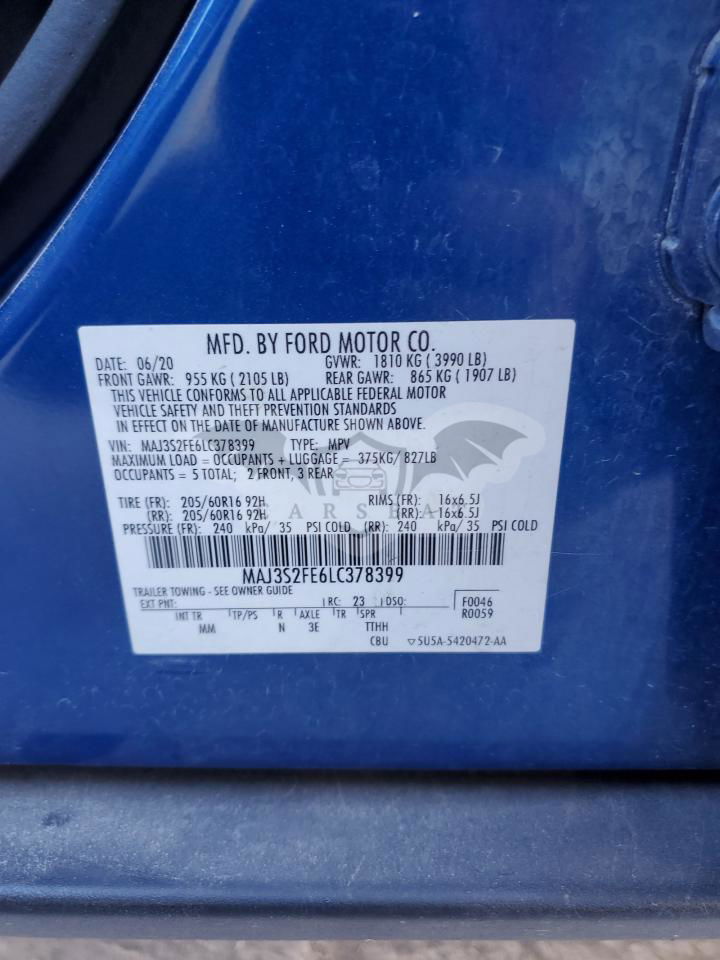 MFD. BY FORD MOTOR CO.
DATE: 06/20 GVWR: 1810 KG ( 3990 LB)
FRONT GAWR: 955 KG ( 2105 LB) REAR GAWR: 865 KG ( 1907 LB)
THIS VEHICLE CONFORMS TO ALL APPLICABLE FEDERAL MOTOR
VEHICLE SAFETY AND THEFT PREVENTION STANDARDS
IN EFFECT ON THE DATE OF MANUFACTURE SHOWN ABOVE.
VIN: MAJ3S2FE6LC378399 TYPE: MPV
MAXIMUM LOAD = OCCUPANTS + LUGGAGE = 375KG/ 827LB
OCCUPANTS = 5 TOTAL; 2 FRONT, 3 REAR
TIRE (FR): 205/60R16 92H RIMS (FR): 16x6.5J
(RR): 205/60R16 92H (RR): 16x6.5J
PRESSURE (FR): 240 kPa/ 35 PSI COLD (RR): 240 kPa/ 35 PSI COLD
MAJ3S2FE6LC378399
TRAILER TOWING - SEE OWNER GUIDE
EXT PNT: RC: 23 DSO: F0046
R0059
INT TR TP/PS R AXLE TR SPR
MM N 3E TTHH
CBU ▽5U5A-5420472-AA